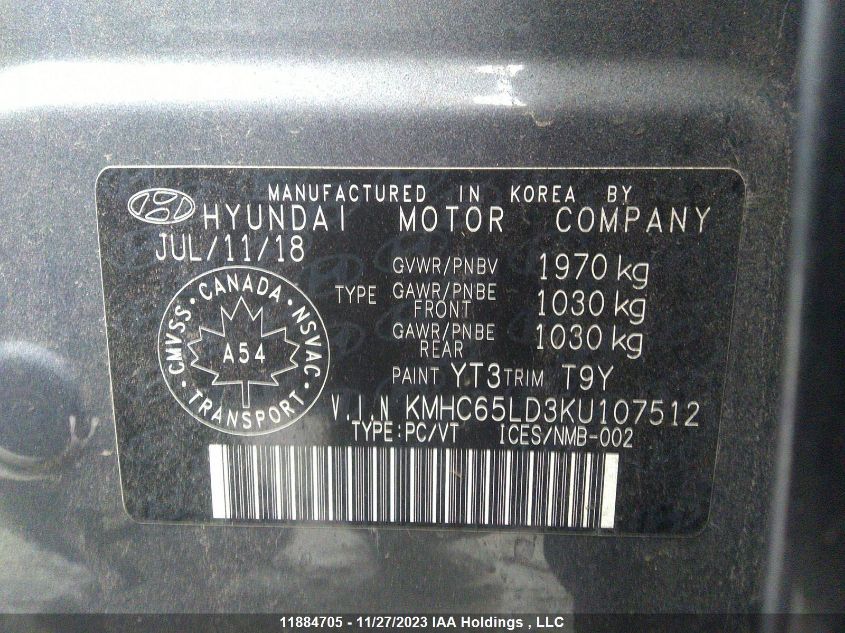 MANUFACTURED IN KOREA BY
HYUNDAI MOTOR COMPANY
JUL/11/18
GVWR/PNBV 1970 kg
TYPE GAWR/PNBE FRONT 1030 kg
GAWR/PNBE REAR 1030 kg
CMVSS · CANADA · NSVAC · TRANSPORT ·
A54
PAINT YT3 TRIM T9Y
V.I.N KMHC65LD3KU107512
TYPE:PC/VT ICES/NMB-002
11884705 - 11/27/2023 IAA Holdings , LLC